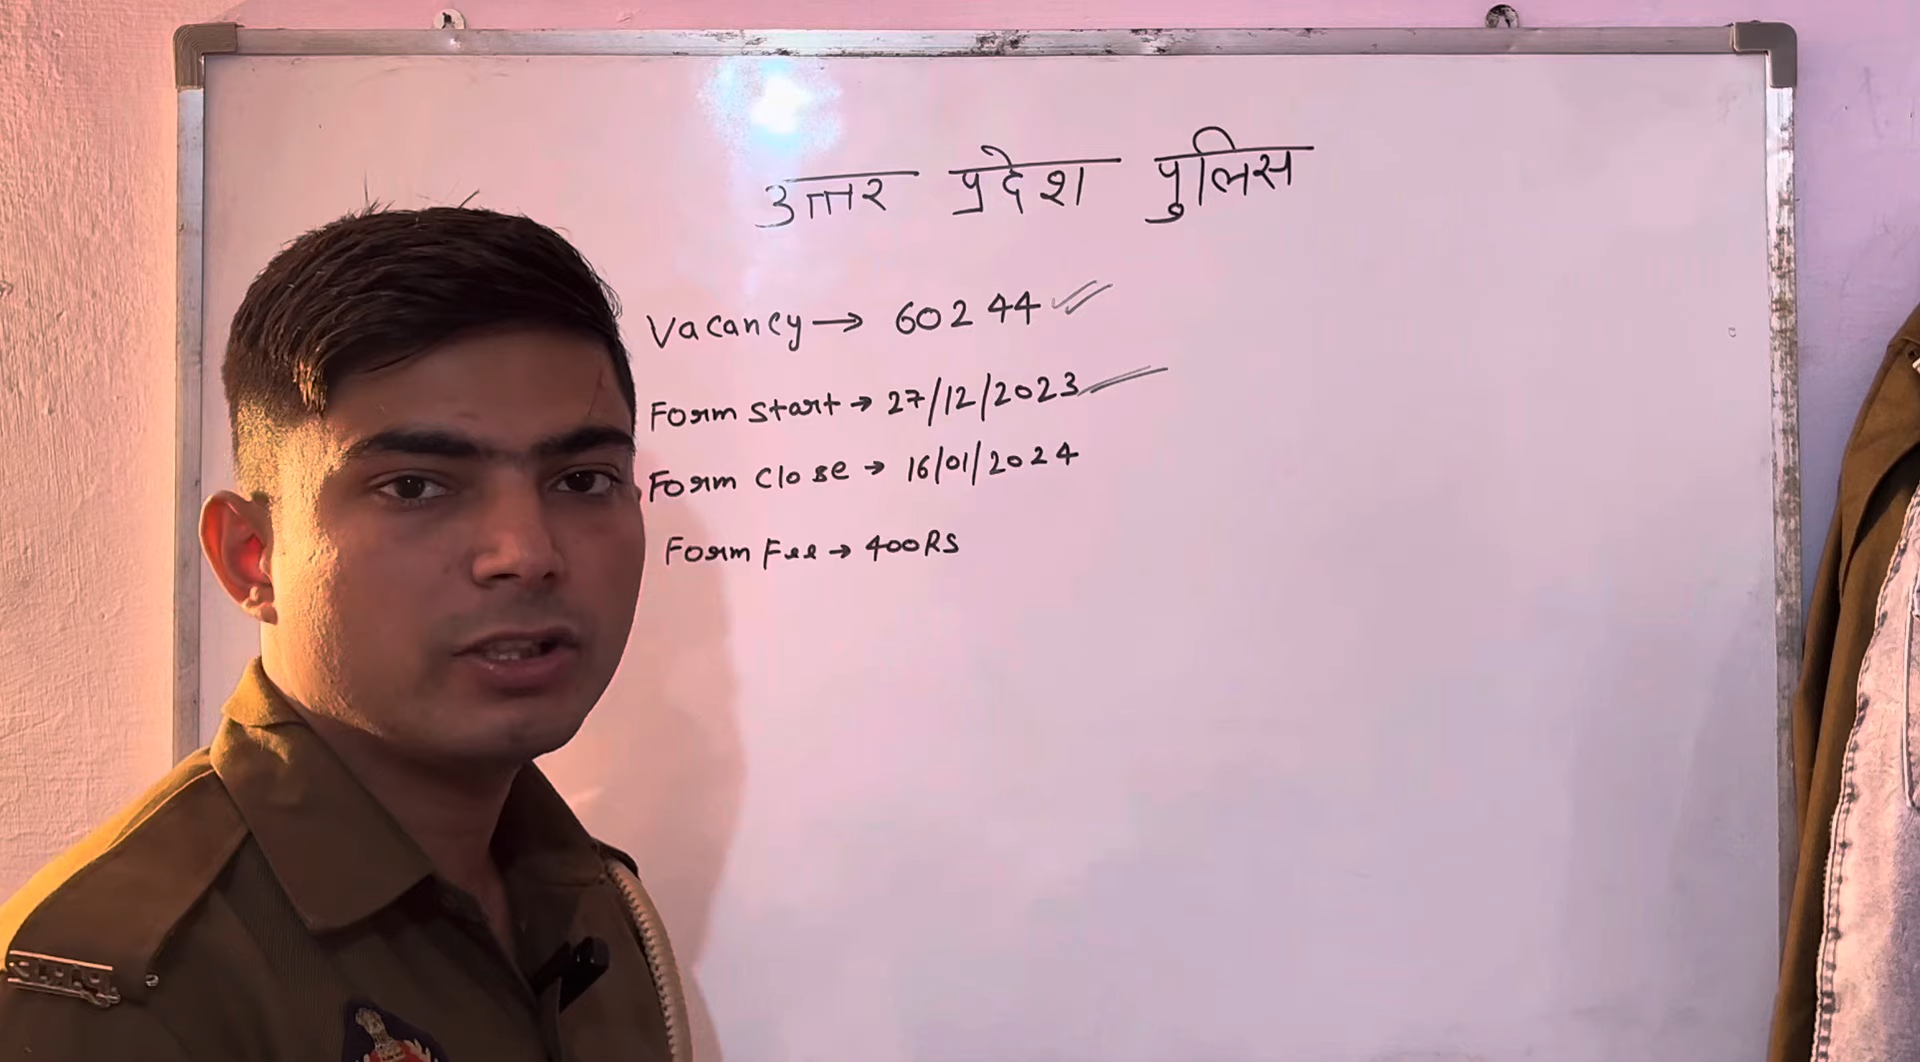 उत्तर प्रदेश पुलिस
Vacancy → 60244
Form Start → 27/12/2023
Form Close → 16/01/2024
Form Fee → 400RS